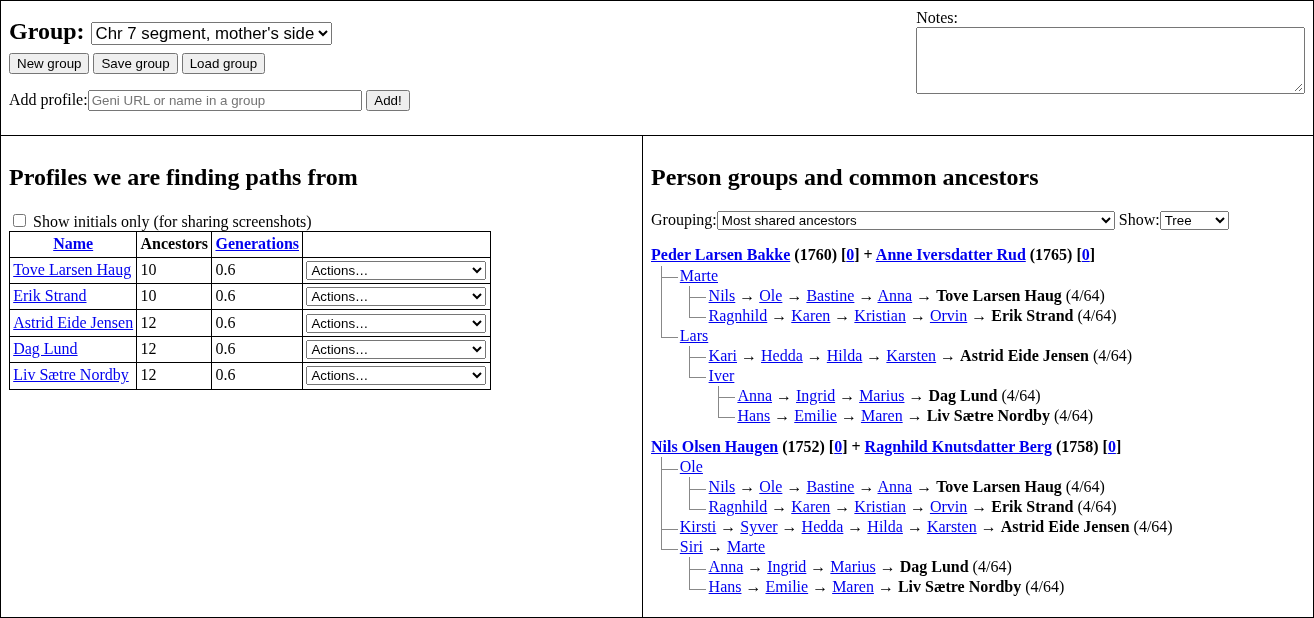 Group: Chr 7 segment, mother's side
New group Save group Load group
Add profile: Geni URL or name in a group Add!
Notes:
Profiles we are finding paths from
Show initials only (for sharing screenshots)
Name Ancestors Generations
Tove Larsen Haug 10 0.6 Actions…
Erik Strand 10 0.6 Actions…
Astrid Eide Jensen 12 0.6 Actions…
Dag Lund 12 0.6 Actions…
Liv Sætre Nordby 12 0.6 Actions…
Person groups and common ancestors
Grouping: Most shared ancestors Show: Tree
Peder Larsen Bakke (1760) [0] + Anne Iversdatter Rud (1765) [0]
Marte
Nils → Ole → Bastine → Anna → Tove Larsen Haug (4/64)
Ragnhild → Karen → Kristian → Orvin → Erik Strand (4/64)
Lars
Kari → Hedda → Hilda → Karsten → Astrid Eide Jensen (4/64)
Iver
Anna → Ingrid → Marius → Dag Lund (4/64)
Hans → Emilie → Maren → Liv Sætre Nordby (4/64)
Nils Olsen Haugen (1752) [0] + Ragnhild Knutsdatter Berg (1758) [0]
Ole
Nils → Ole → Bastine → Anna → Tove Larsen Haug (4/64)
Ragnhild → Karen → Kristian → Orvin → Erik Strand (4/64)
Kirsti → Syver → Hedda → Hilda → Karsten → Astrid Eide Jensen (4/64)
Siri → Marte
Anna → Ingrid → Marius → Dag Lund (4/64)
Hans → Emilie → Maren → Liv Sætre Nordby (4/64)